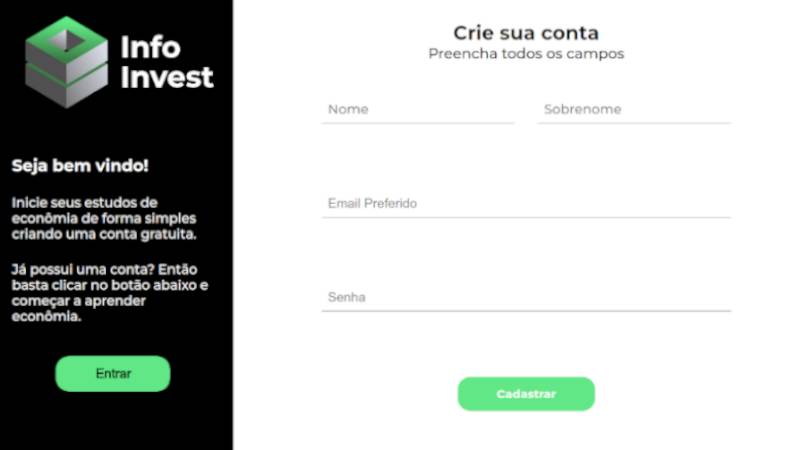 Info
Invest
Seja bem vindo!
Inicie seus estudos de
econômia de forma simples
criando uma conta gratuita.
Já possui uma conta? Então
basta clicar no botão abaixo e
começar a aprender
econômia.
Entrar
Crie sua conta
Preencha todos os campos
Nome
Sobrenome
Email Preferido
Senha
Cadastrar